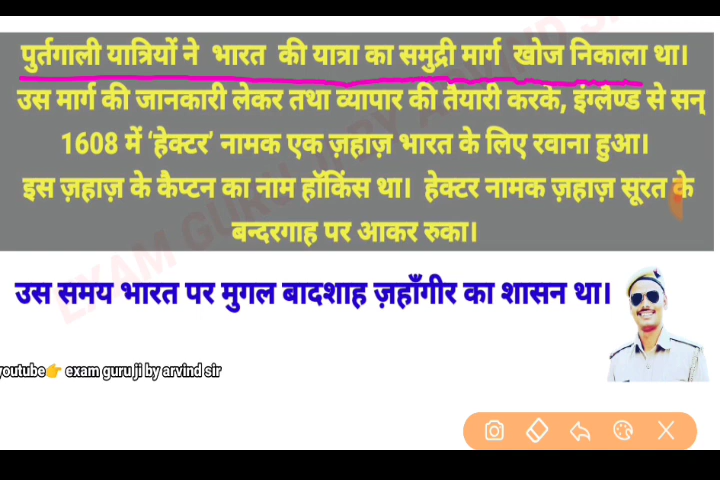 पुर्तगाली यात्रियों ने भारत की यात्रा का समुद्री मार्ग खोज निकाला था।
उस मार्ग की जानकारी लेकर तथा व्यापार की तैयारी करके, इंग्लैण्ड से सन्
1608 में ‘हेक्टर’ नामक एक ज़हाज़ भारत के लिए रवाना हुआ।
इस ज़हाज़ के कैप्टन का नाम हॉकिंस था। हेक्टर नामक ज़हाज़ सूरत के
बन्दरगाह पर आकर रुका।
उस समय भारत पर मुगल बादशाह ज़हाँगीर का शासन था।
youtube👉 exam guru ji by arvind sir